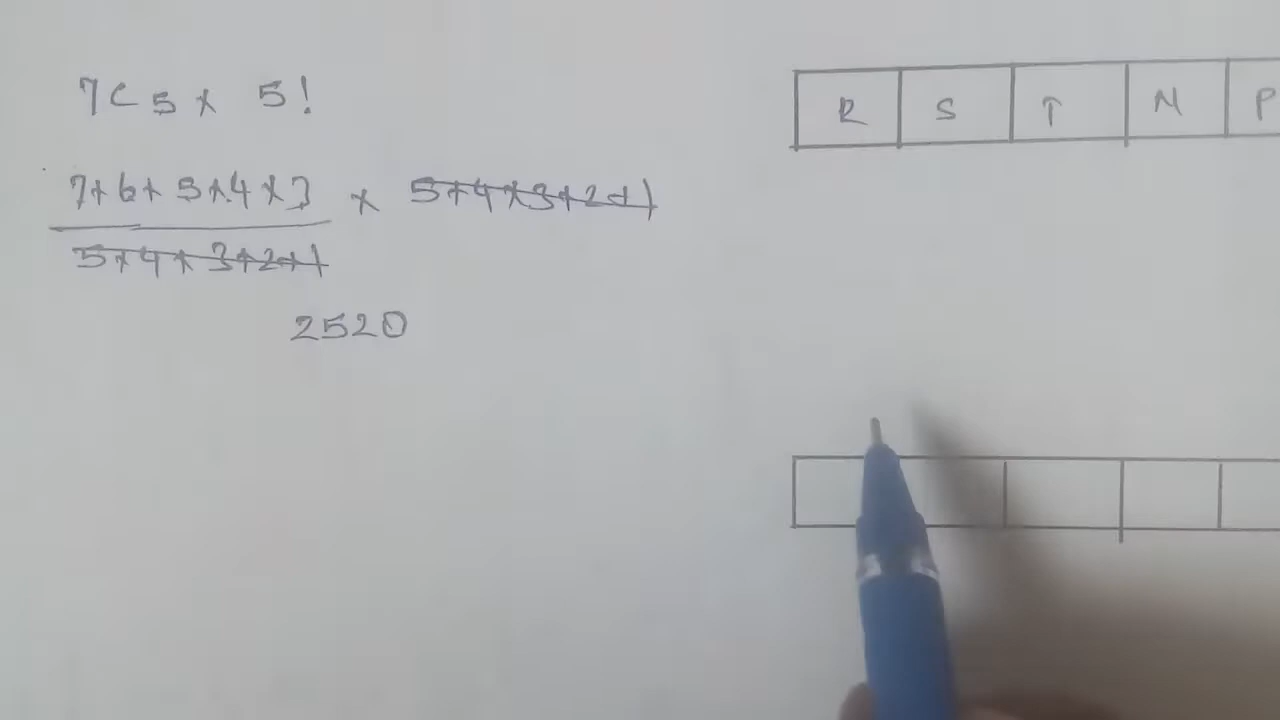 7C5 x 5!
R S T M P
7x6x5x4x3 x 5x4x3x2x1
5x4x3x2x1
2520